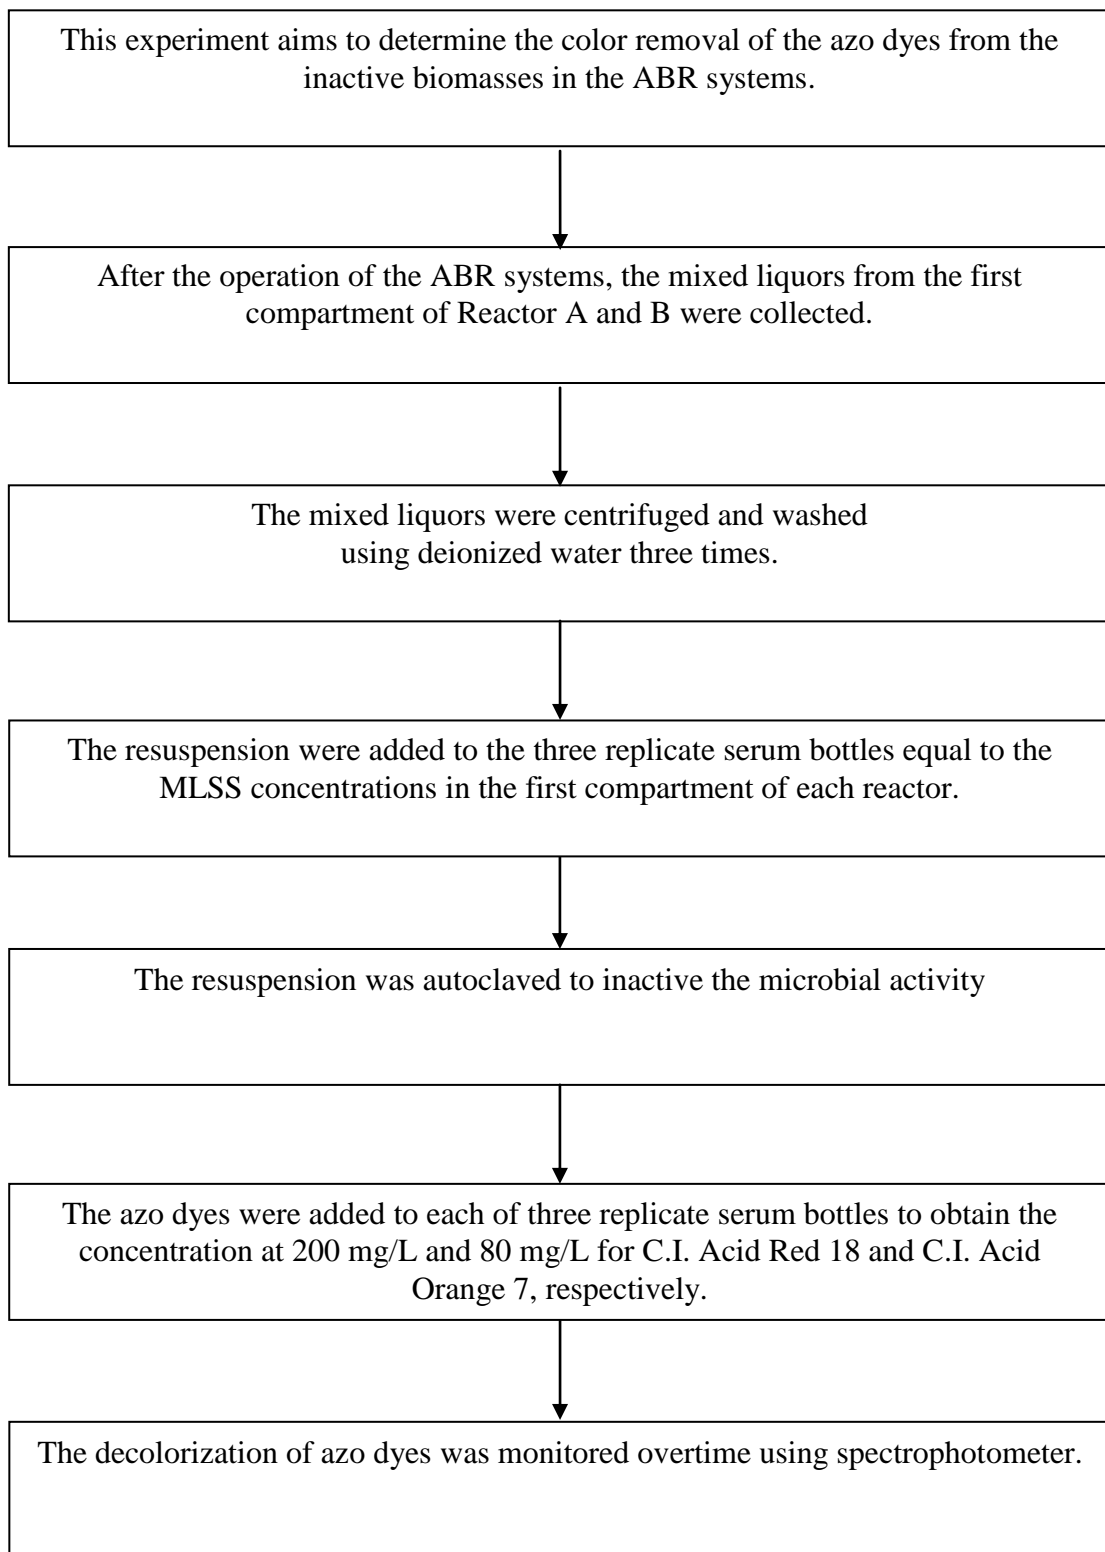 This experiment aims to determine the color removal of the azo dyes from the
inactive biomasses in the ABR systems.
After the operation of the ABR systems, the mixed liquors from the first
compartment of Reactor A and B were collected.
The mixed liquors were centrifuged and washed
using deionized water three times.
The resuspension were added to the three replicate serum bottles equal to the
MLSS concentrations in the first compartment of each reactor.
The resuspension was autoclaved to inactive the microbial activity
The azo dyes were added to each of three replicate serum bottles to obtain the
concentration at 200 mg/L and 80 mg/L for C.I. Acid Red 18 and C.I. Acid
Orange 7, respectively.
The decolorization of azo dyes was monitored overtime using spectrophotometer.